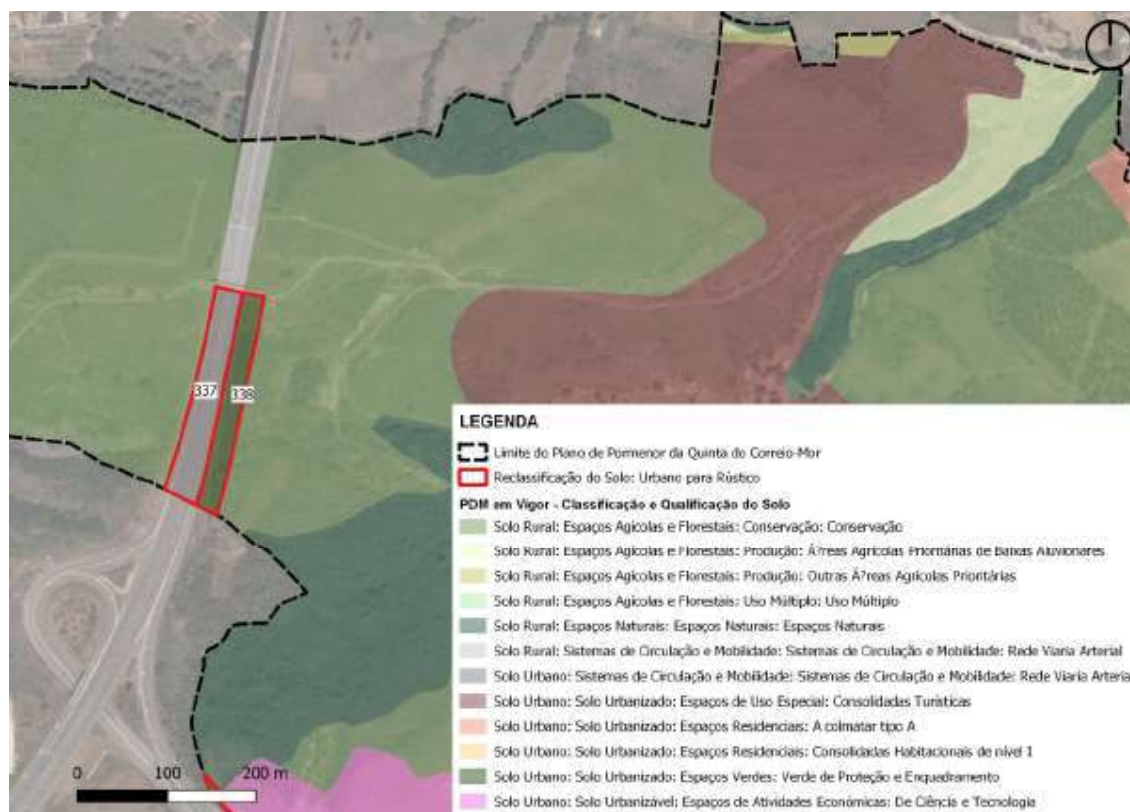 337
338
LEGENDA
Limite do Plano de Pormenor da Quinta do Correio-Mor
Reclassificação do Solo: Urbano para Rústico
PDM em Vigor - Classificação e Qualificação do Solo
Solo Rural: Espaços Agícolas e Florestais: Conservação: Conservação
Solo Rural: Espaços Agícolas e Florestais: Produção: Á?reas Agrícolas Prioritárias de Baixas Aluvionares
Solo Rural: Espaços Agícolas e Florestais: Produção: Outras Á?reas Agrícolas Prioritárias
Solo Rural: Espaços Agícolas e Florestais: Uso Múltiplo: Uso Múltiplo
Solo Rural: Espaços Naturais: Espaços Naturais: Espaços Naturais
Solo Rural: Sistemas de Circulação e Mobilidade: Sistemas de Circulação e Mobilidade: Rede Viaria Arterial
Solo Urbano: Sistemas de Circulação e Mobilidade: Sistemas de Circulação e Mobilidade: Rede Viaria Arteria
Solo Urbano: Solo Urbanizado: Espaços de Uso Especial: Consolidadas Turísticas
Solo Urbano: Solo Urbanizado: Espaços Residenciais: A colmatar tipo A
Solo Urbano: Solo Urbanizado: Espaços Residenciais: Consolidadas Habitacionais de nível 1
Solo Urbano: Solo Urbanizado: Espaços Verdes: Verde de Proteção e Enquadramento
Solo Urbano: Solo Urbanizável: Espaços de Atividades Económicas: De Ciência e Tecnologia
0 100 200 m